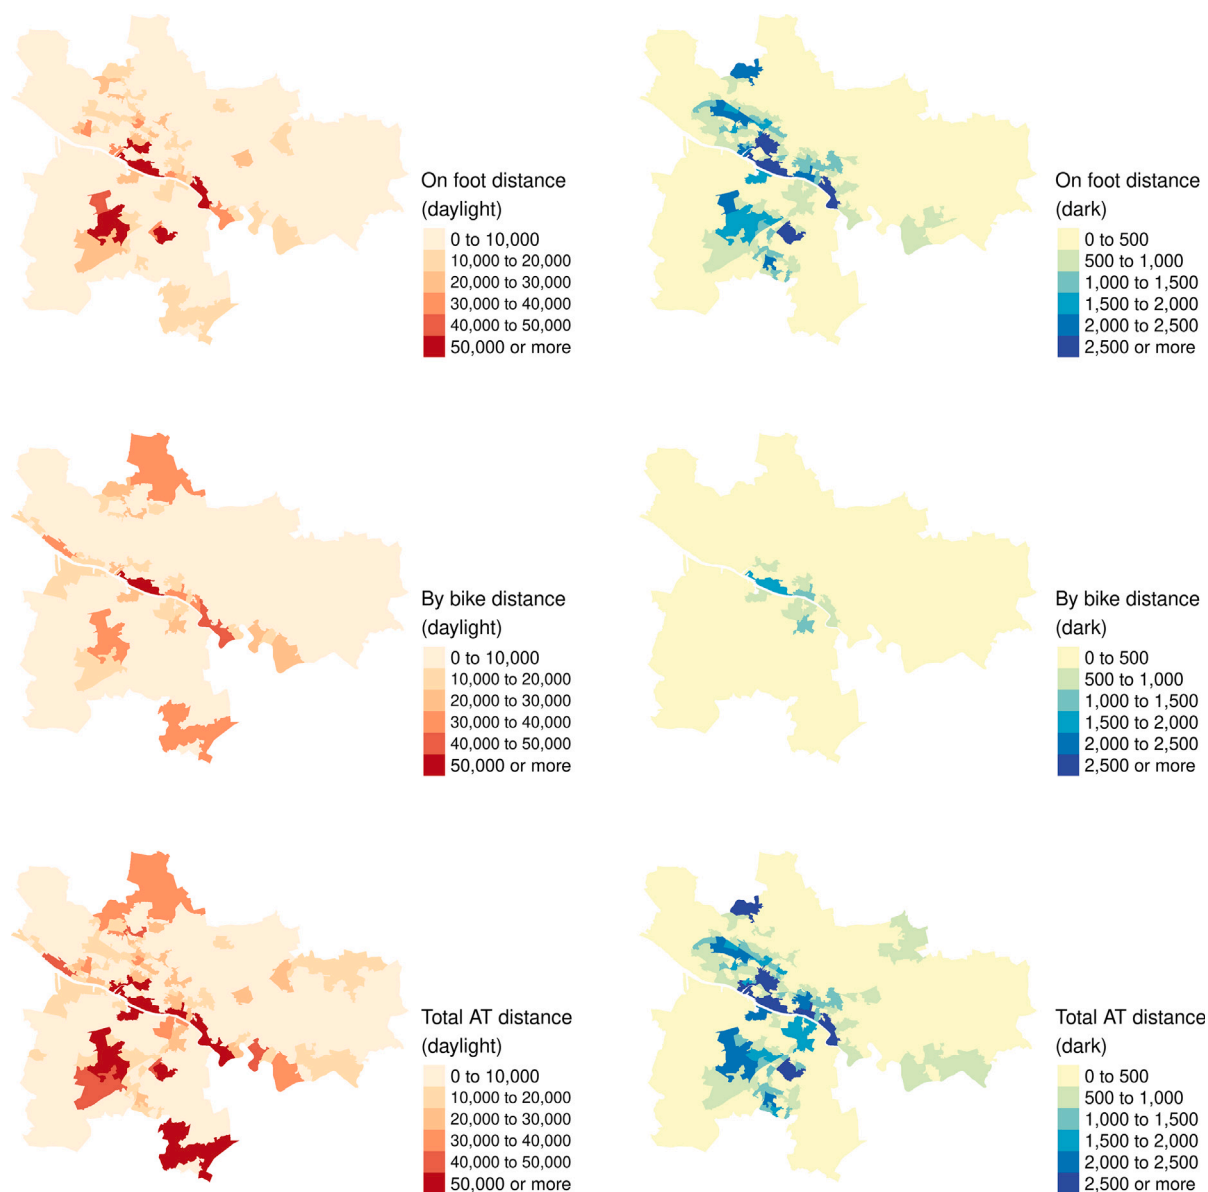 On foot distance
(daylight)
0 to 10,000
10,000 to 20,000
20,000 to 30,000
30,000 to 40,000
40,000 to 50,000
50,000 or more
On foot distance
(dark)
0 to 500
500 to 1,000
1,000 to 1,500
1,500 to 2,000
2,000 to 2,500
2,500 or more
By bike distance
(daylight)
0 to 10,000
10,000 to 20,000
20,000 to 30,000
30,000 to 40,000
40,000 to 50,000
50,000 or more
By bike distance
(dark)
0 to 500
500 to 1,000
1,000 to 1,500
1,500 to 2,000
2,000 to 2,500
2,500 or more
Total AT distance
(daylight)
0 to 10,000
10,000 to 20,000
20,000 to 30,000
30,000 to 40,000
40,000 to 50,000
50,000 or more
Total AT distance
(dark)
0 to 500
500 to 1,000
1,000 to 1,500
1,500 to 2,000
2,000 to 2,500
2,500 or more